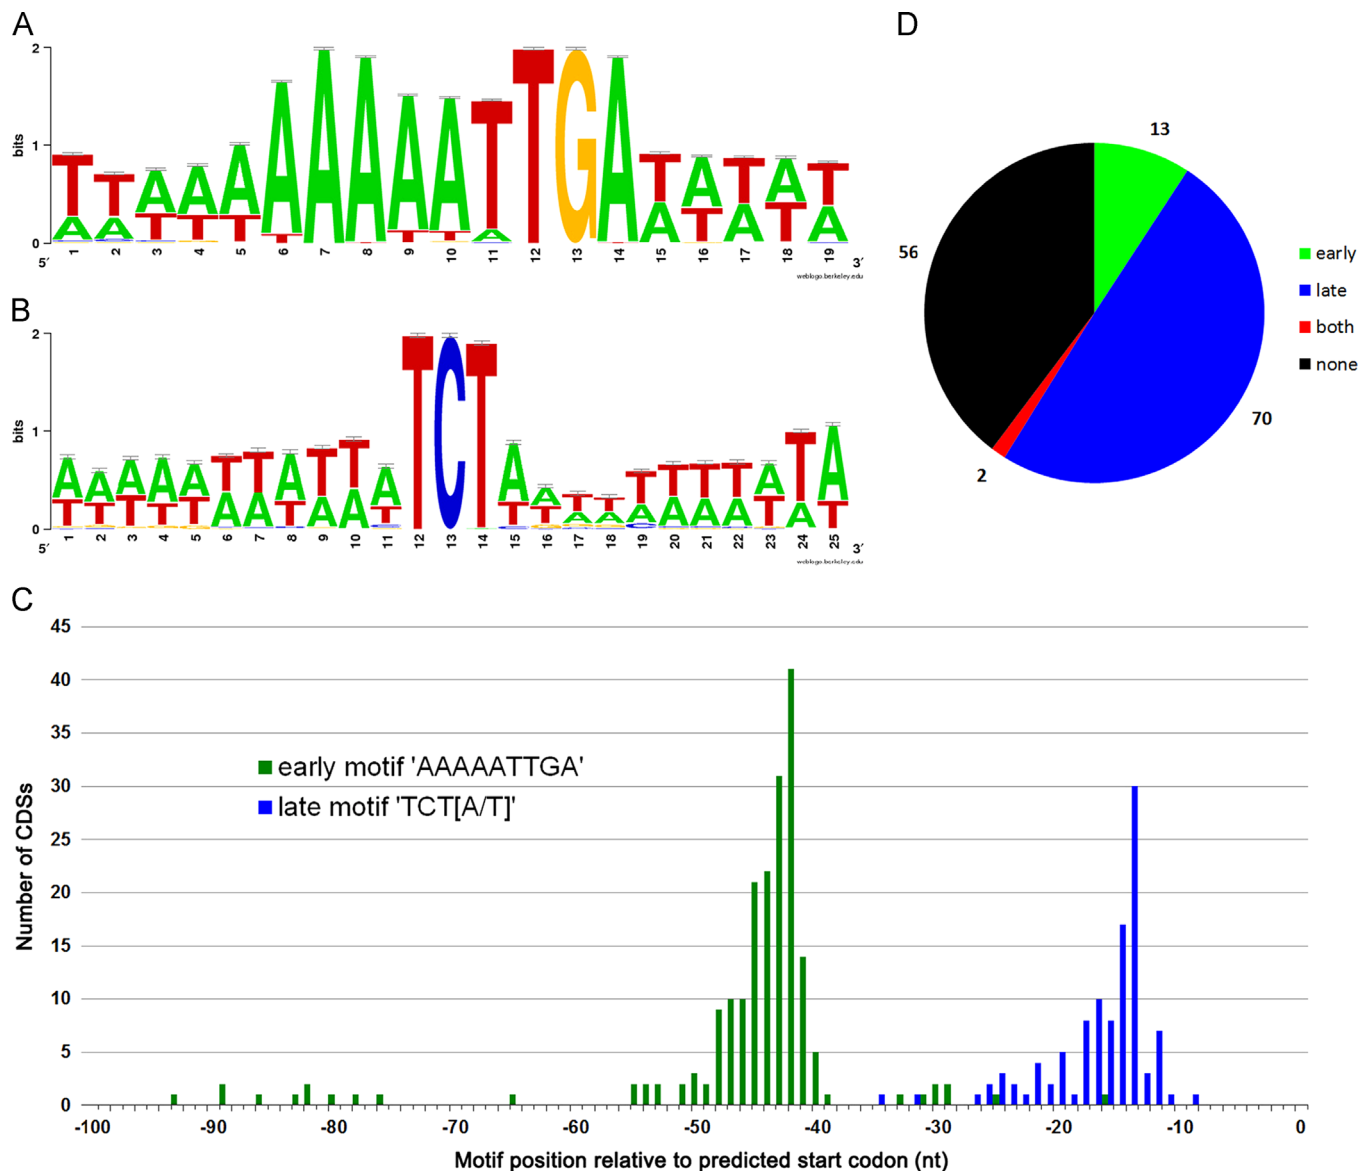 A
bits
2
1
0
TTAAAAAAAATTGATATAT
5′ 1 2 3 4 5 6 7 8 9 10 11 12 13 14 15 16 17 18 19 3′
weblogo.berkeley.edu
B
bits
2
1
0
AAAAATTATTATCTAATTTTTTATA
5′ 1 2 3 4 5 6 7 8 9 10 11 12 13 14 15 16 17 18 19 20 21 22 23 24 25 3′
weblogo.berkeley.edu
D
13
56
70
2
early
late
both
none
C
45
40
35
30
25
20
15
10
5
0
Number of CDSs
early motif 'AAAAATTGA'
late motif 'TCT[A/T]'
-100 -90 -80 -70 -60 -50 -40 -30 -20 -10 0
Motif position relative to predicted start codon (nt)